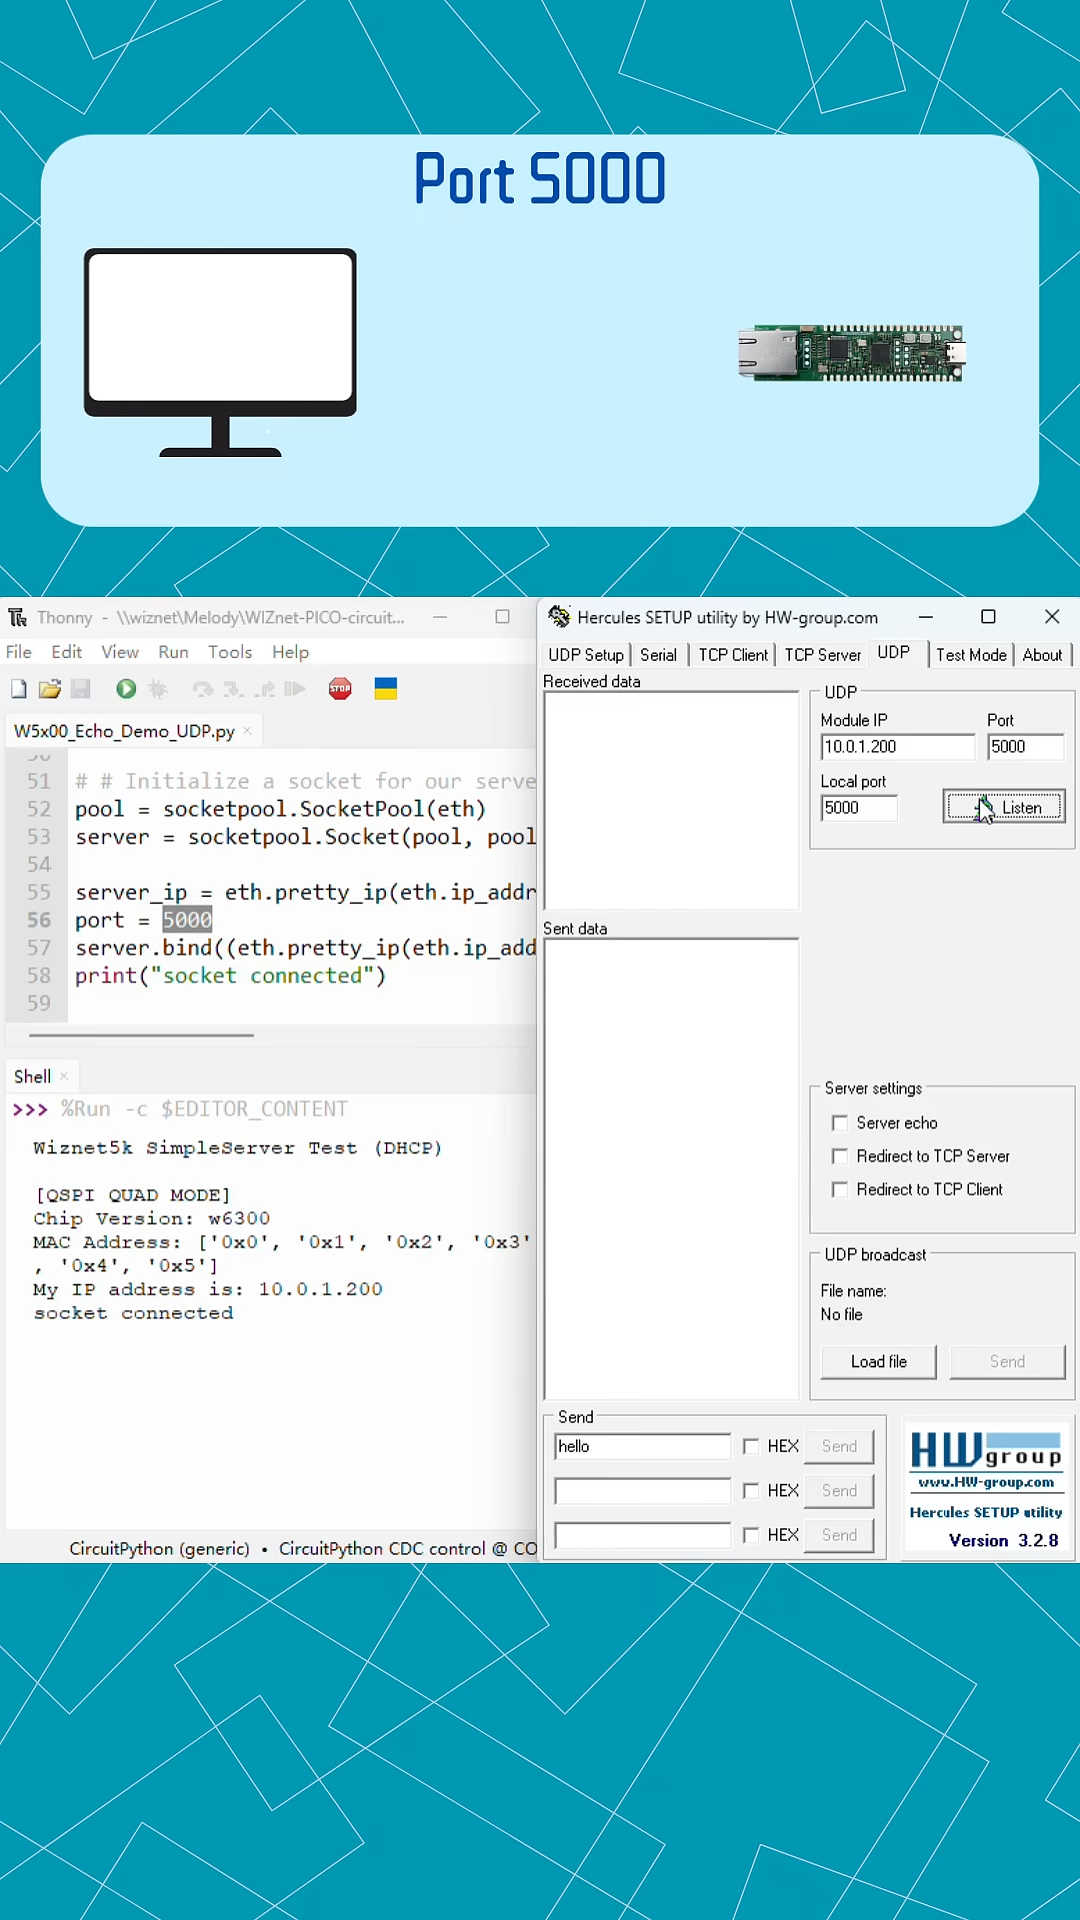 Port 5000
Thonny - \\wiznet\Melody\WIZnet-PICO-circuit...
File Edit View Run Tools Help
STOP
W5x00_Echo_Demo_UDP.py
51 # # Initialize a socket for our serve
52 pool = socketpool.SocketPool(eth)
53 server = socketpool.Socket(pool, pool
54
55 server_ip = eth.pretty_ip(eth.ip_addr
56 port = 5000
57 server.bind((eth.pretty_ip(eth.ip_add
58 print("socket connected")
59
Shell
>>> %Run -c $EDITOR_CONTENT
Wiznet5k SimpleServer Test (DHCP)
[QSPI QUAD MODE]
Chip Version: w6300
MAC Address: ['0x0', '0x1', '0x2', '0x3'
, '0x4', '0x5']
My IP address is: 10.0.1.200
socket connected
CircuitPython (generic) • CircuitPython CDC control @ CO
Hercules SETUP utility by HW-group.com
UDP Setup Serial TCP Client TCP Server UDP Test Mode About
Received data
Sent data
UDP
Module IP Port
10.0.1.200 5000
Local port
5000 Listen
Server settings
Server echo
Redirect to TCP Server
Redirect to TCP Client
UDP broadcast
File name:
No file
Load file Send
Send
hello HEX Send
HEX Send
HEX Send
HWgroup
www.HW-group.com
Hercules SETUP utility
Version 3.2.8